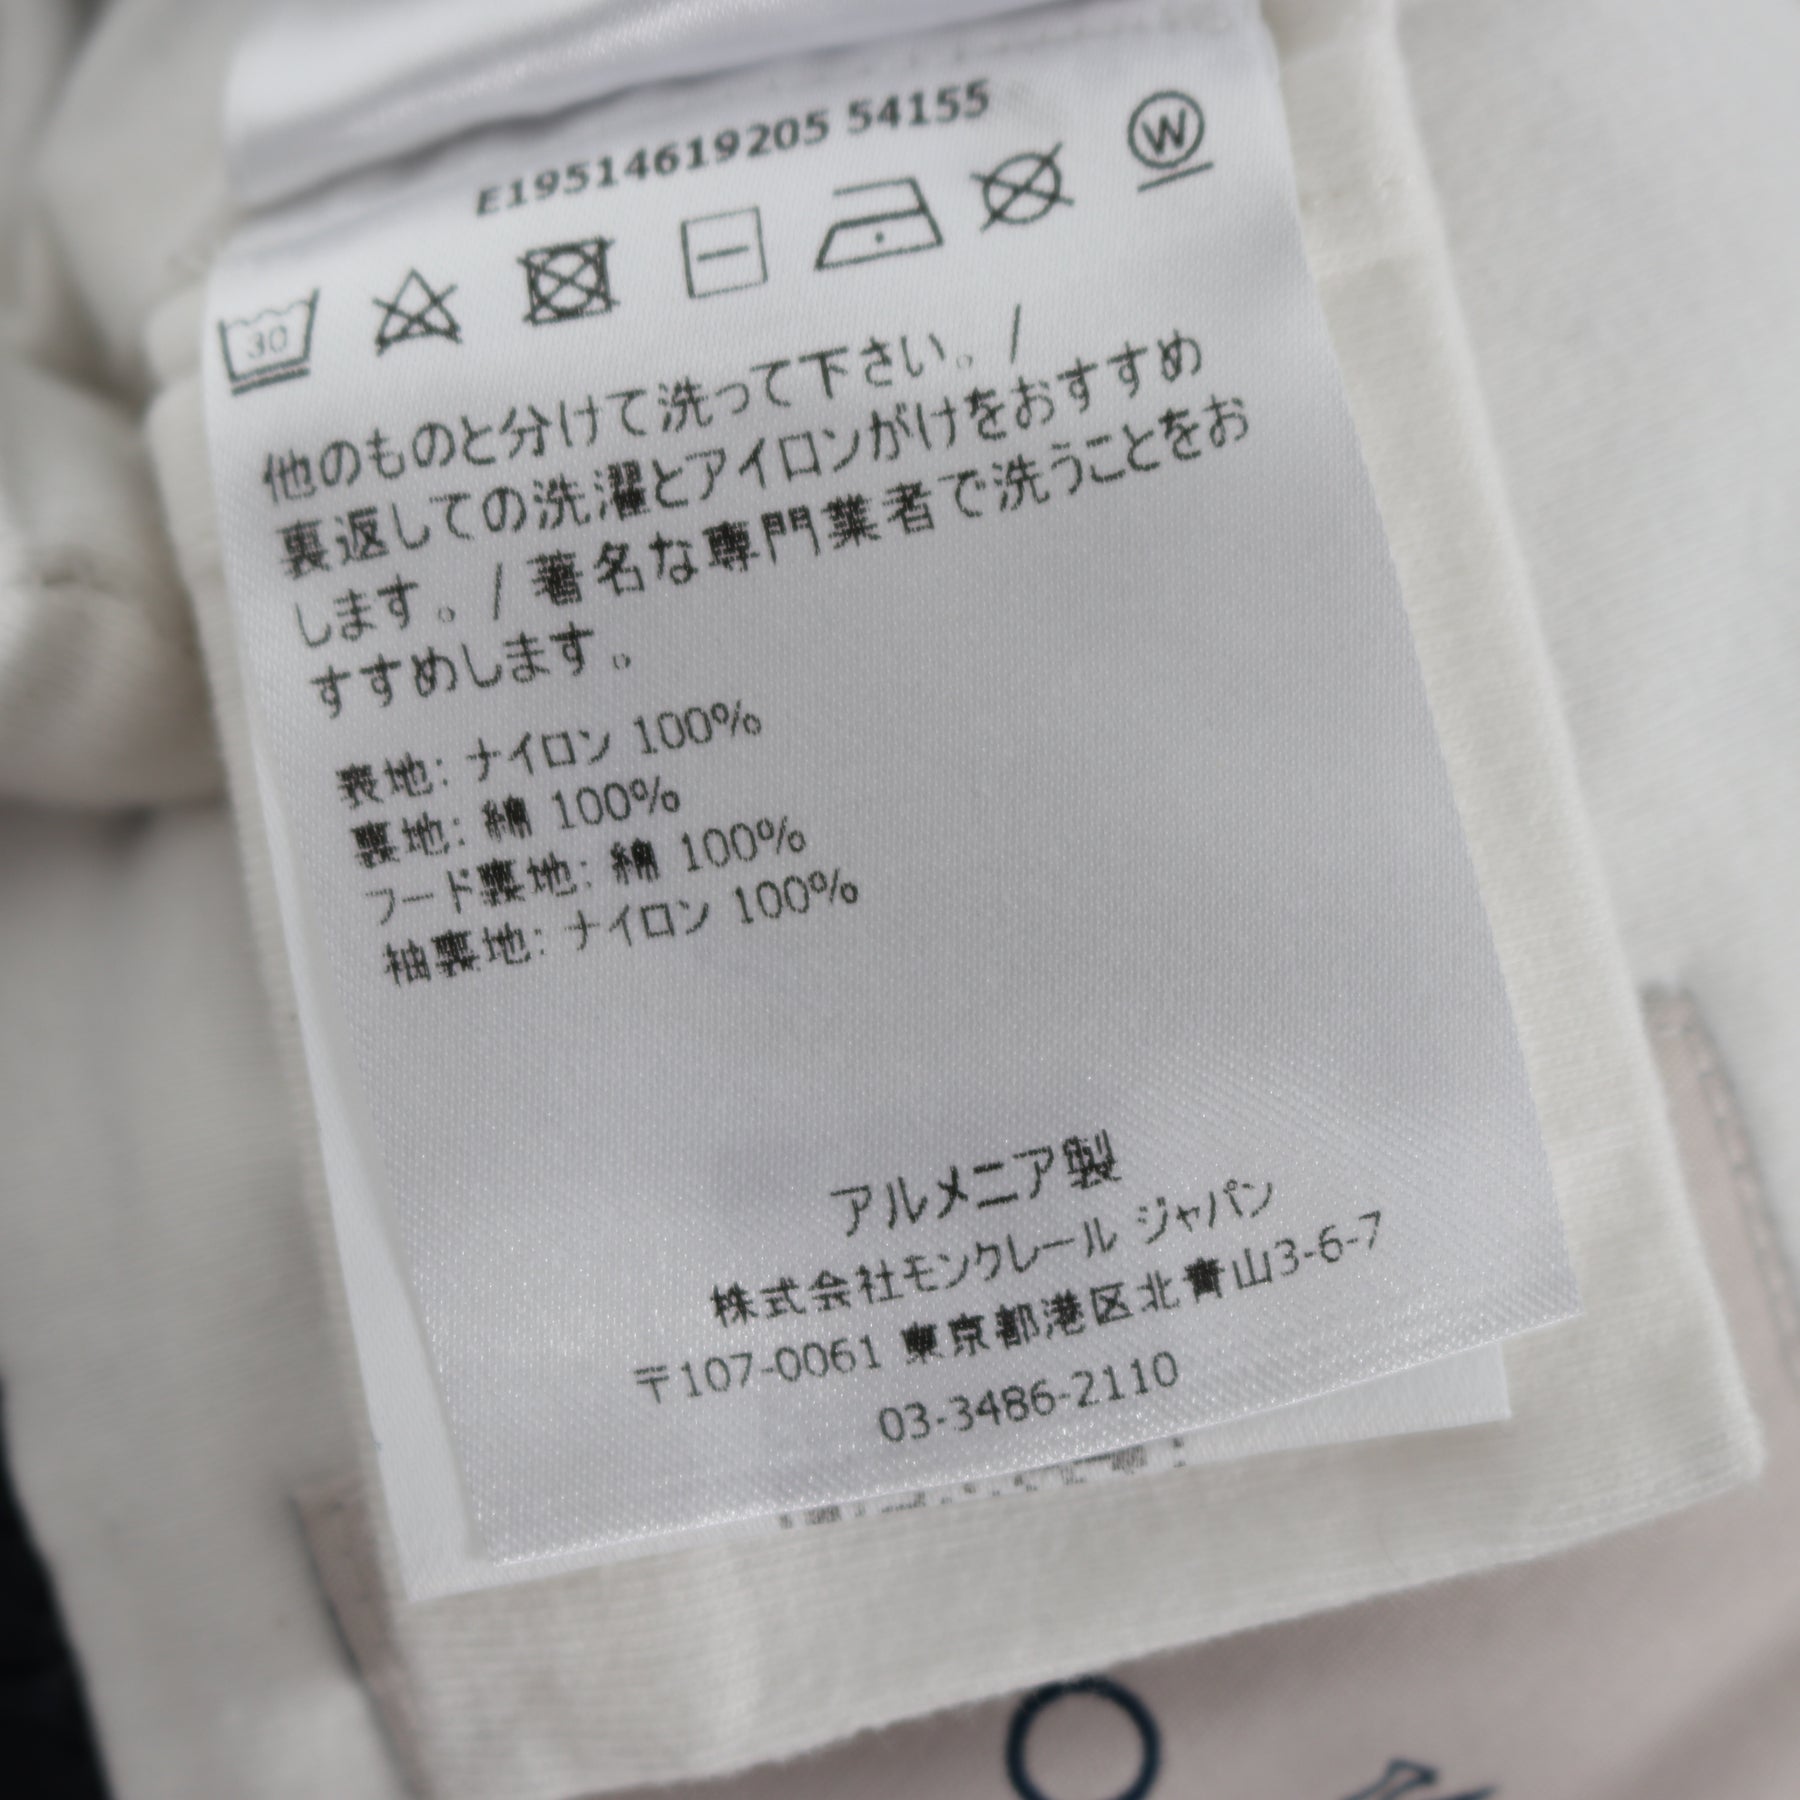 E19514619205 54155
30
W
他のものと分けて洗って下さい。/
裏返しての洗濯とアイロンがけをおすすめ
します。/ 著名な専門業者で洗うことをお
すすめします。
表地: ナイロン 100%
裏地: 綿 100%
フード裏地: 綿 100%
袖裏地: ナイロン 100%
アルメニア製
株式会社モンクレール ジャパン
〒107-0061 東京都港区北青山3-6-7
03-3486-2110